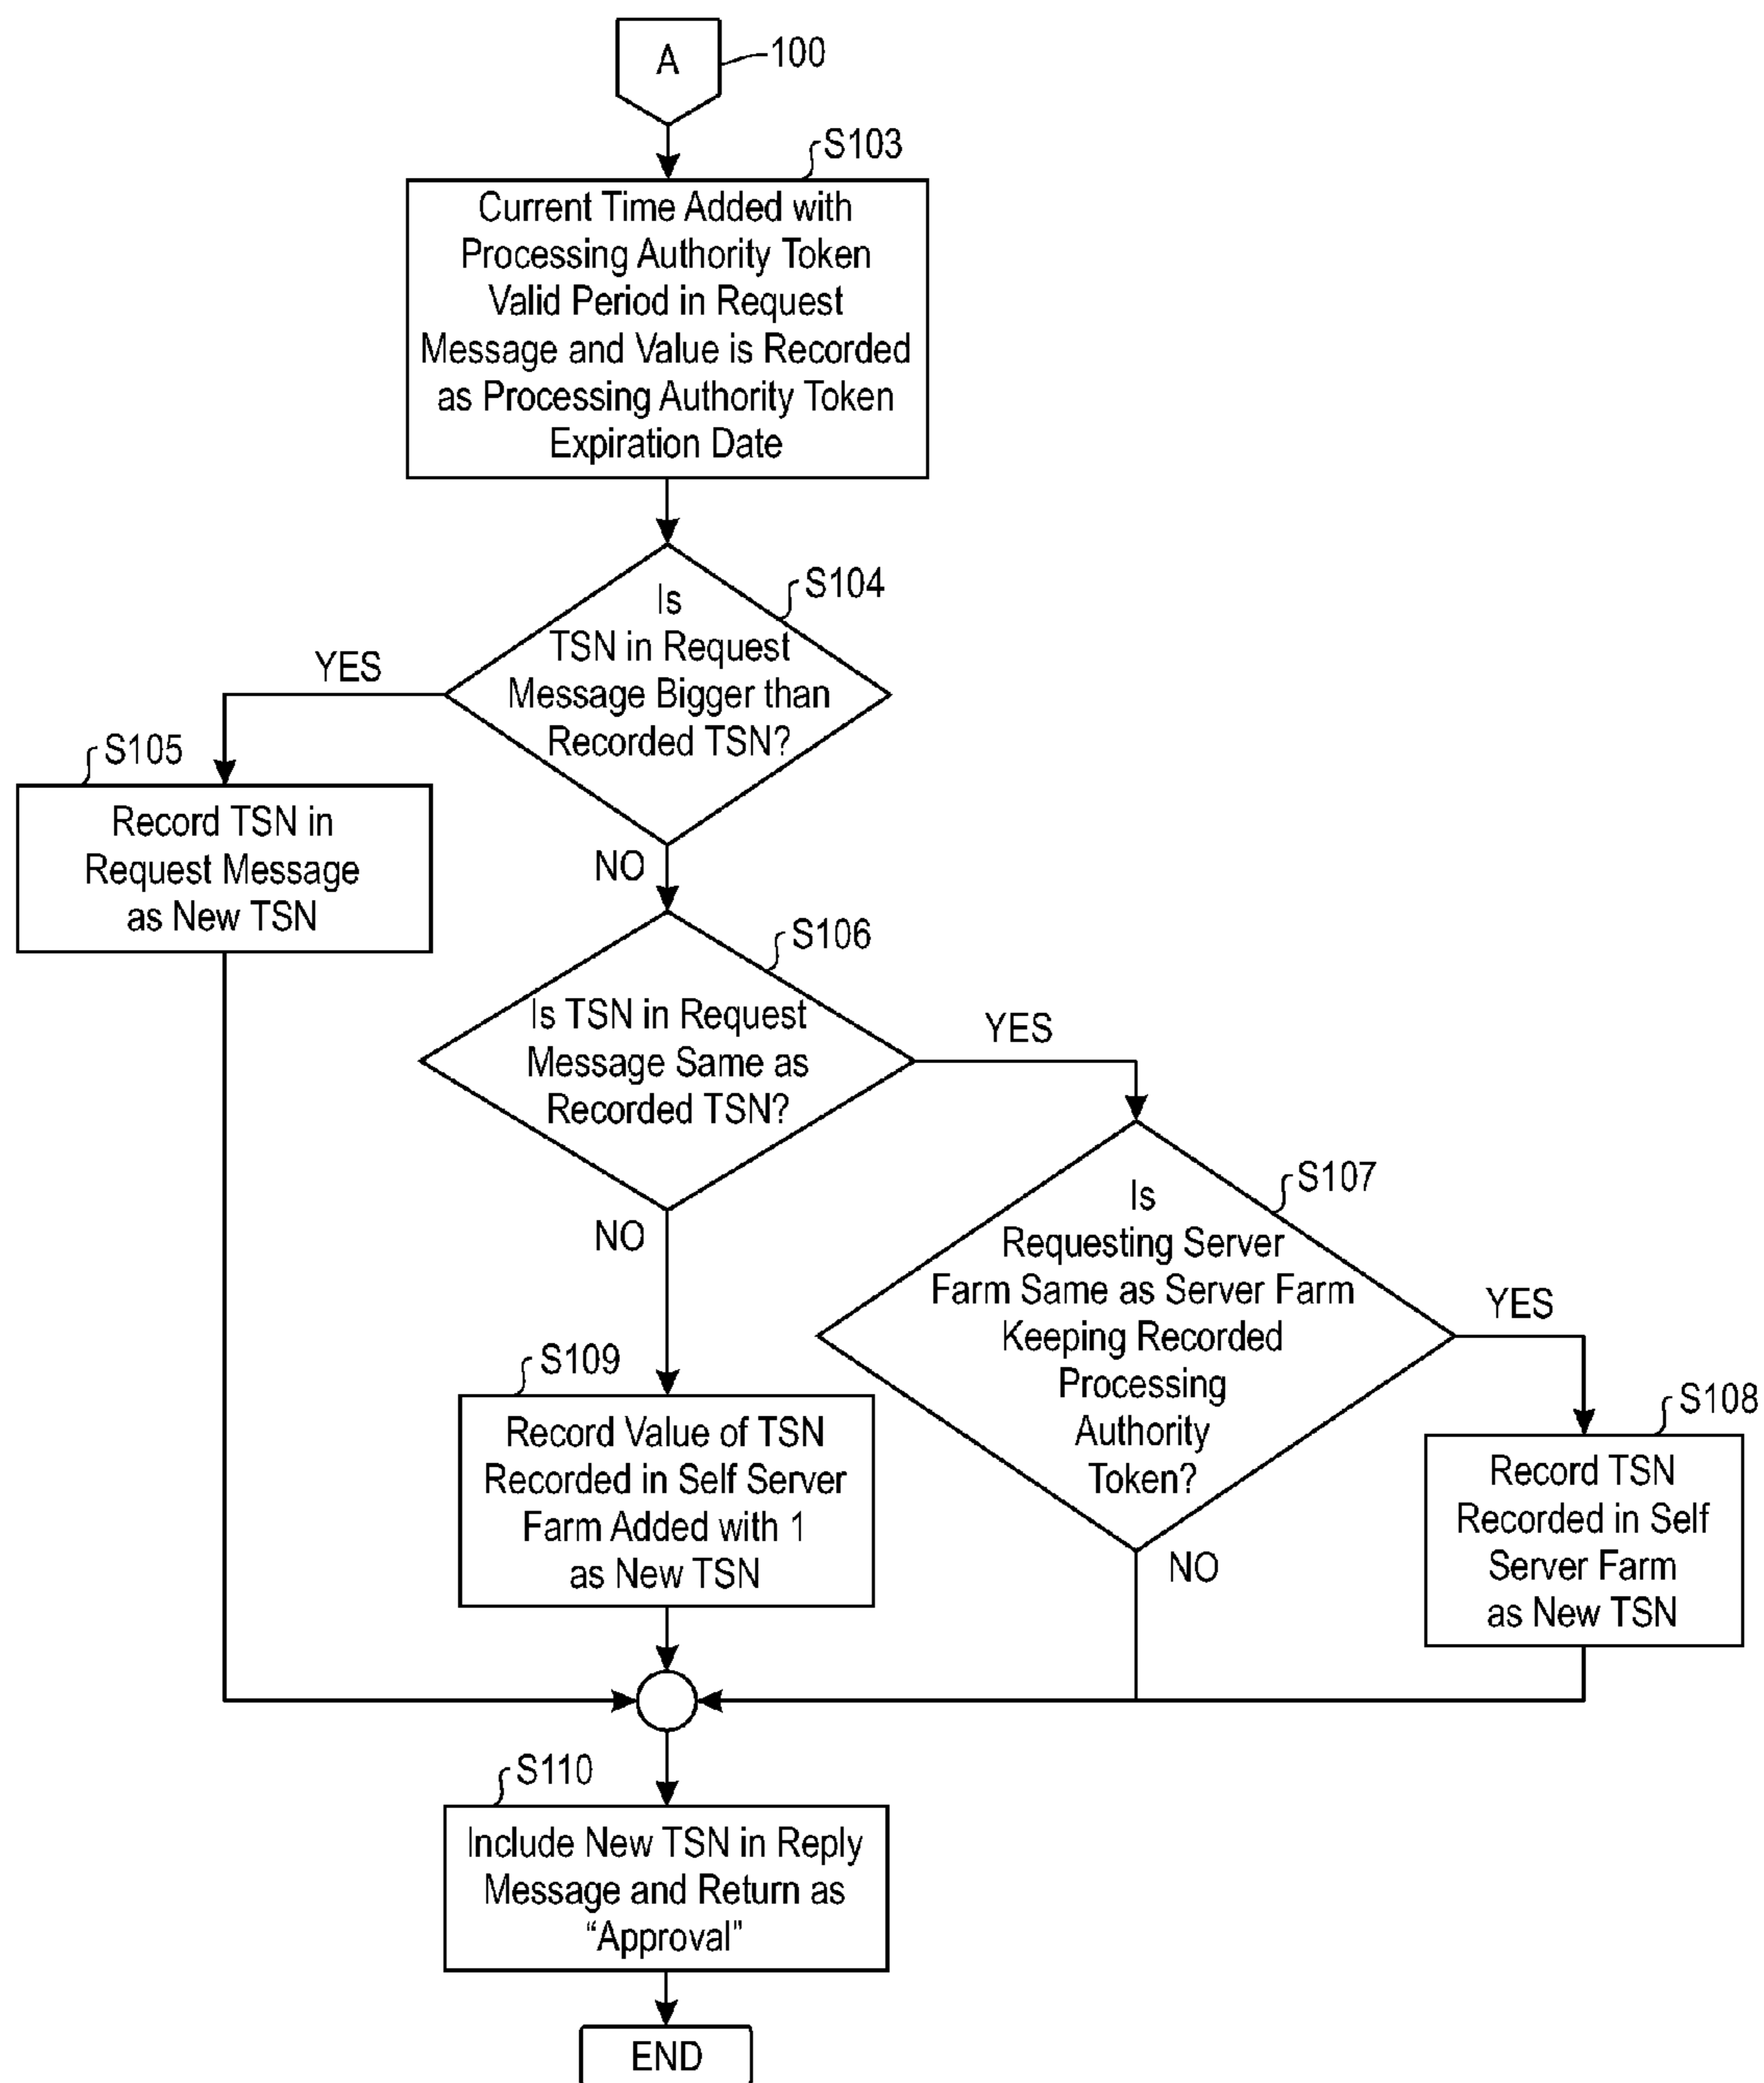 A
100
S103
Current Time Added with
Processing Authority Token
Valid Period in Request
Message and Value is Recorded
as Processing Authority Token
Expiration Date
S104
Is
TSN in Request
Message Bigger than
Recorded TSN?
YES
S105
Record TSN in
Request Message
as New TSN
NO
S106
Is TSN in Request
Message Same as
Recorded TSN?
YES
S107
Is
Requesting Server
Farm Same as Server Farm
Keeping Recorded
Processing
Authority
Token?
YES
NO
S108
Record TSN
Recorded in Self
Server Farm
as New TSN
NO
S109
Record Value of TSN
Recorded in Self Server
Farm Added with 1
as New TSN
S110
Include New TSN in Reply
Message and Return as
“Approval”
END